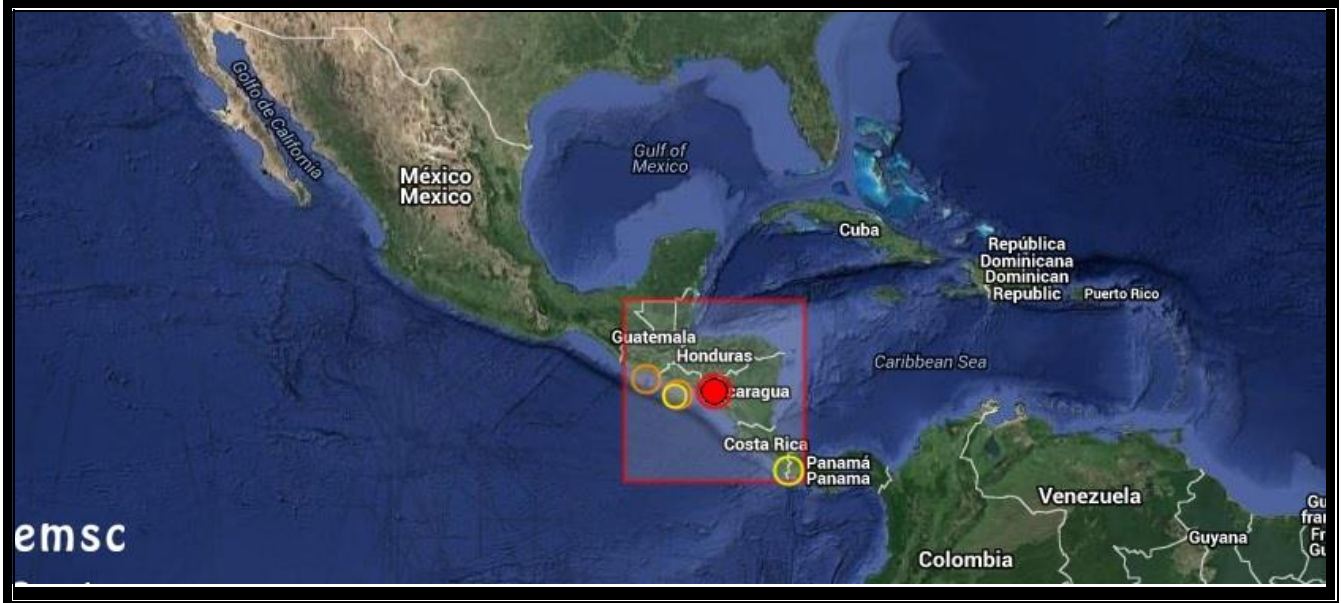 Golfo de California
México
Mexico
Gulf of
Mexico
Cuba
República
Dominicana
Dominican
Republic
Puerto Rico
Guatemala
Honduras
Caribbean Sea
caragua
Costa Rica
Panamá
Panama
Venezuela
Guyana
Colombia
emsc